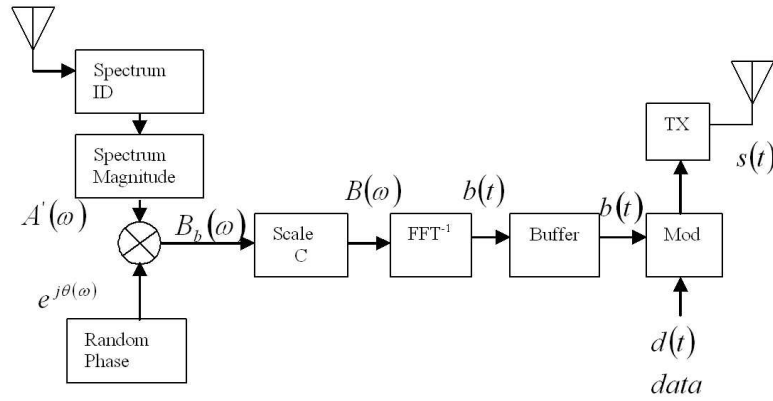 Spectrum
ID
Spectrum
Magnitude
A'(ω)
B_b(ω)
e^{jθ(ω)}
Random
Phase
Scale
C
B(ω)
FFT⁻¹
b(t)
Buffer
b(t)
Mod
TX
s(t)
d(t)
data